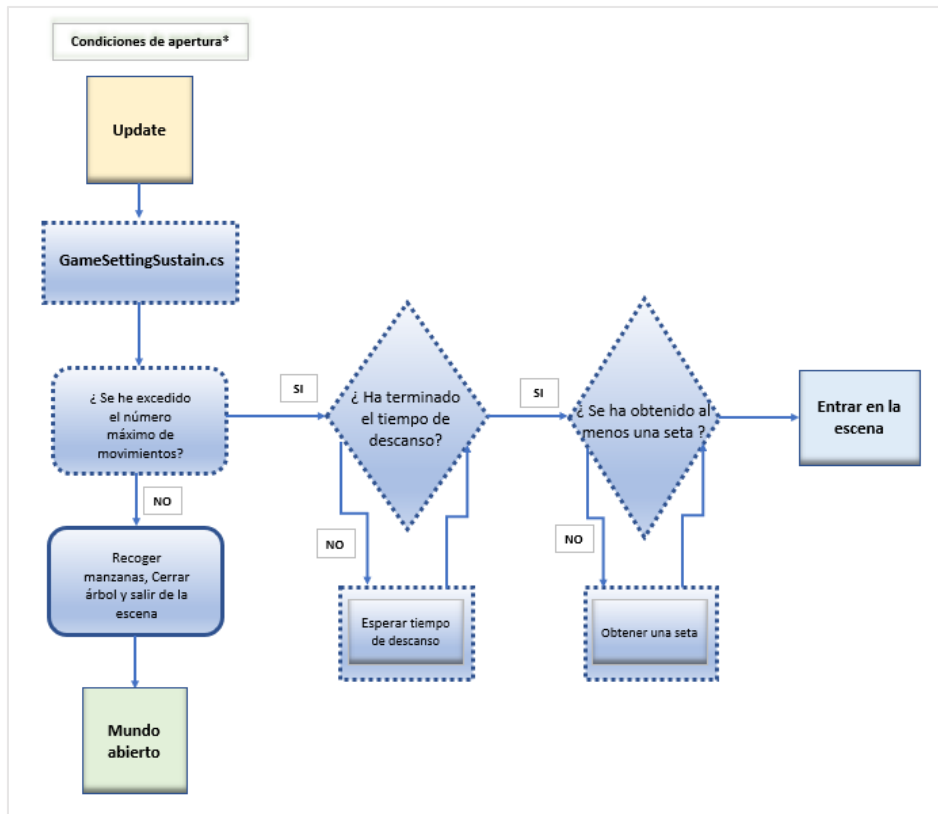 Condiciones de apertura*
Update
GameSettingSustain.cs
¿ Se he excedido
el número
máximo de
movimientos?
SI
¿ Ha terminado
el tiempo de
descanso?
SI
¿ Se ha obtenido al
menos una seta ?
Entrar en la
escena
NO
Recoger
manzanas, Cerrar
árbol y salir de la
escena
NO
Esperar tiempo
de descanso
NO
Obtener una seta
Mundo
abierto